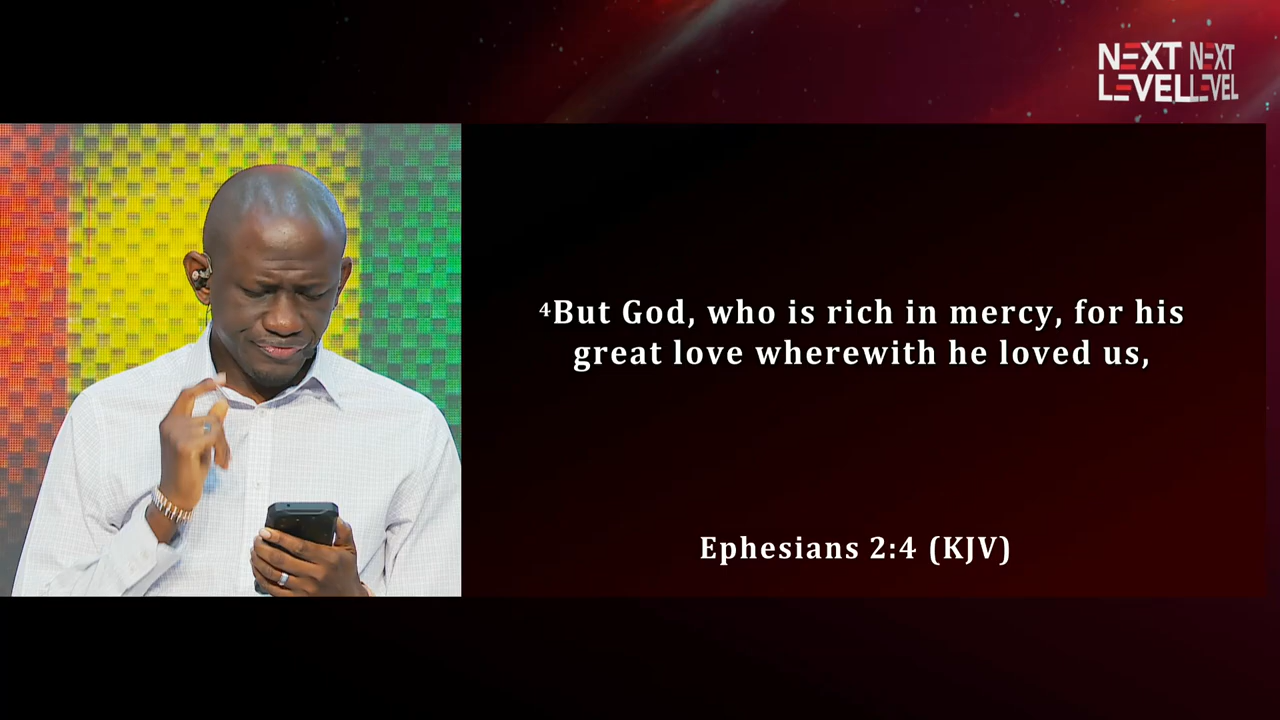 NEXT NEXT
LEVEL LEVEL
⁴But God, who is rich in mercy, for his
great love wherewith he loved us,
Ephesians 2:4 (KJV)